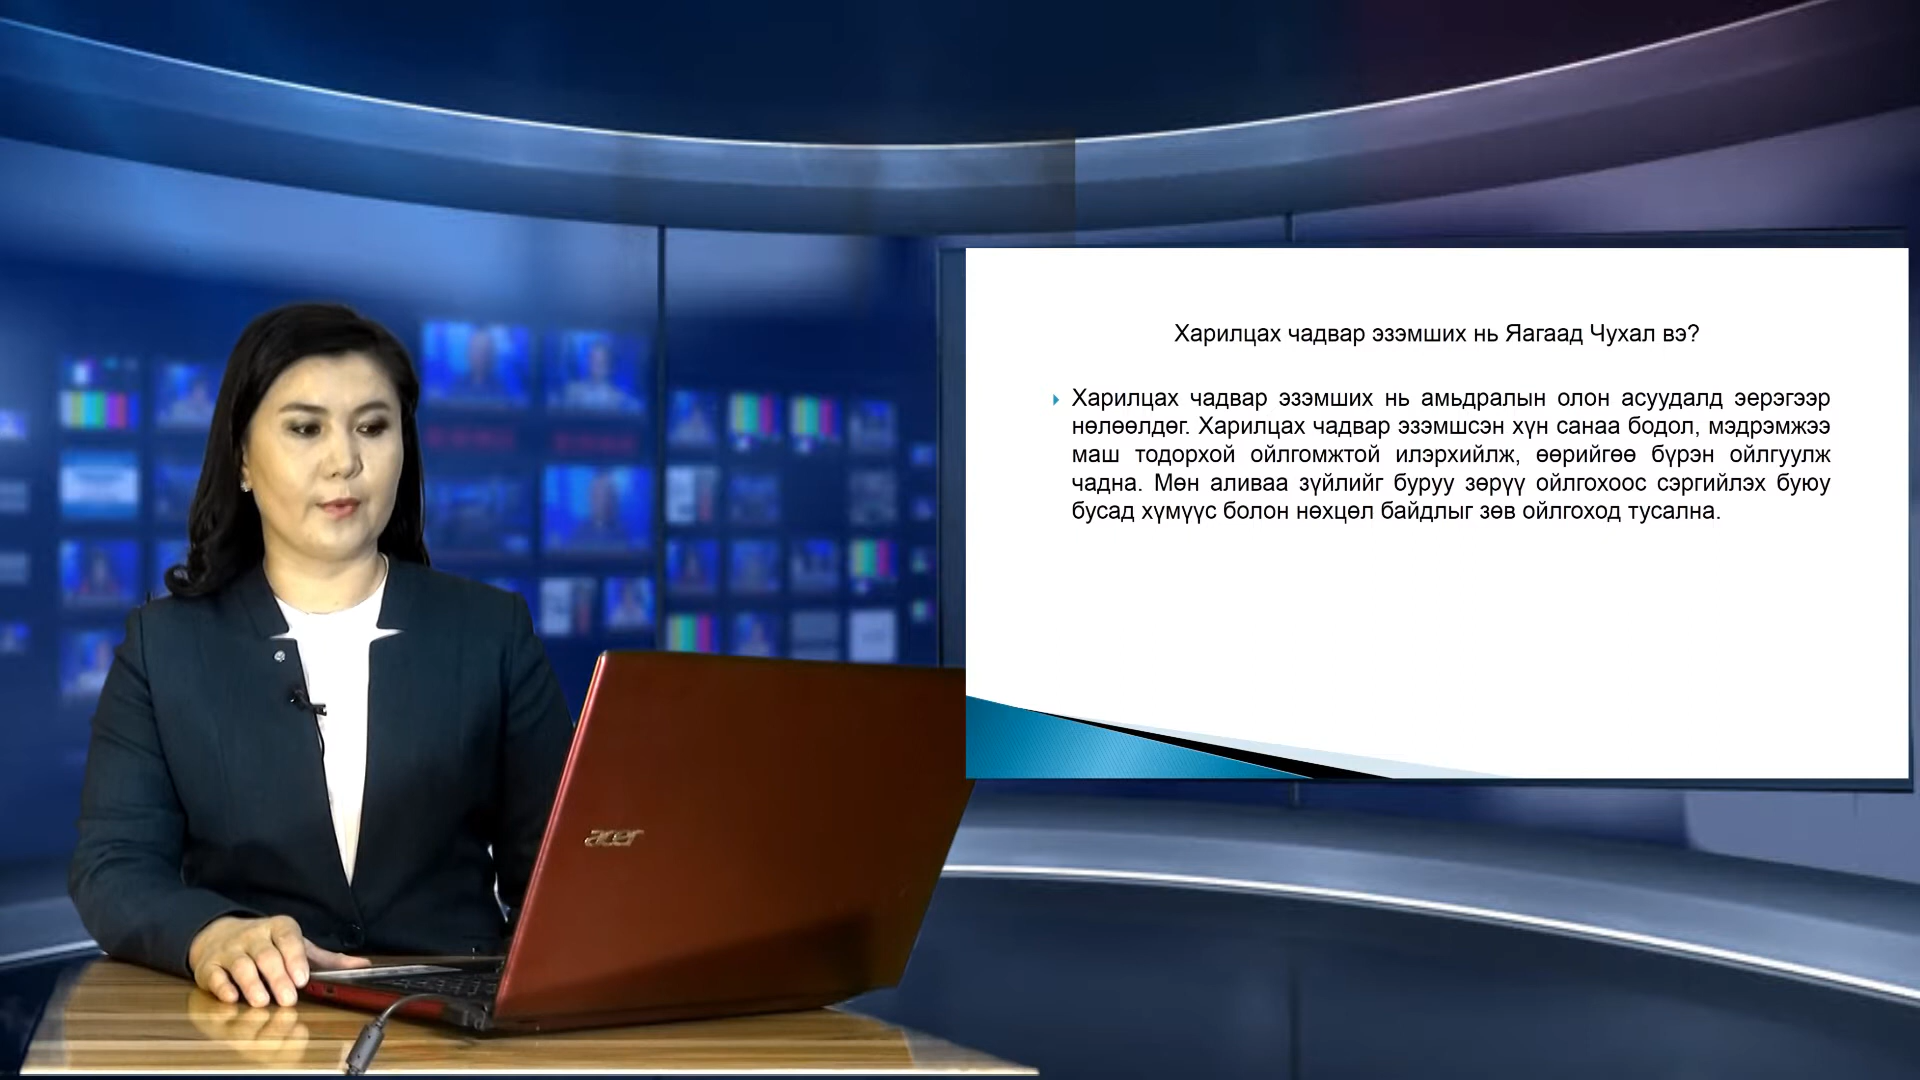 Харилцах чадвар эзэмших нь Яагаад Чухал вэ?
Харилцах чадвар эзэмших нь амьдралын олон асуудалд эерэгээр
нөлөөлдөг. Харилцах чадвар эзэмшсэн хүн санаа бодол, мэдрэмжээ
маш тодорхой ойлгомжтой илэрхийлж, өөрийгөө бүрэн ойлгуулж
чадна. Мөн аливаа зүйлийг буруу зөрүү ойлгохоос сэргийлэх буюу
бусад хүмүүс болон нөхцөл байдлыг зөв ойлгоход тусална.
acer